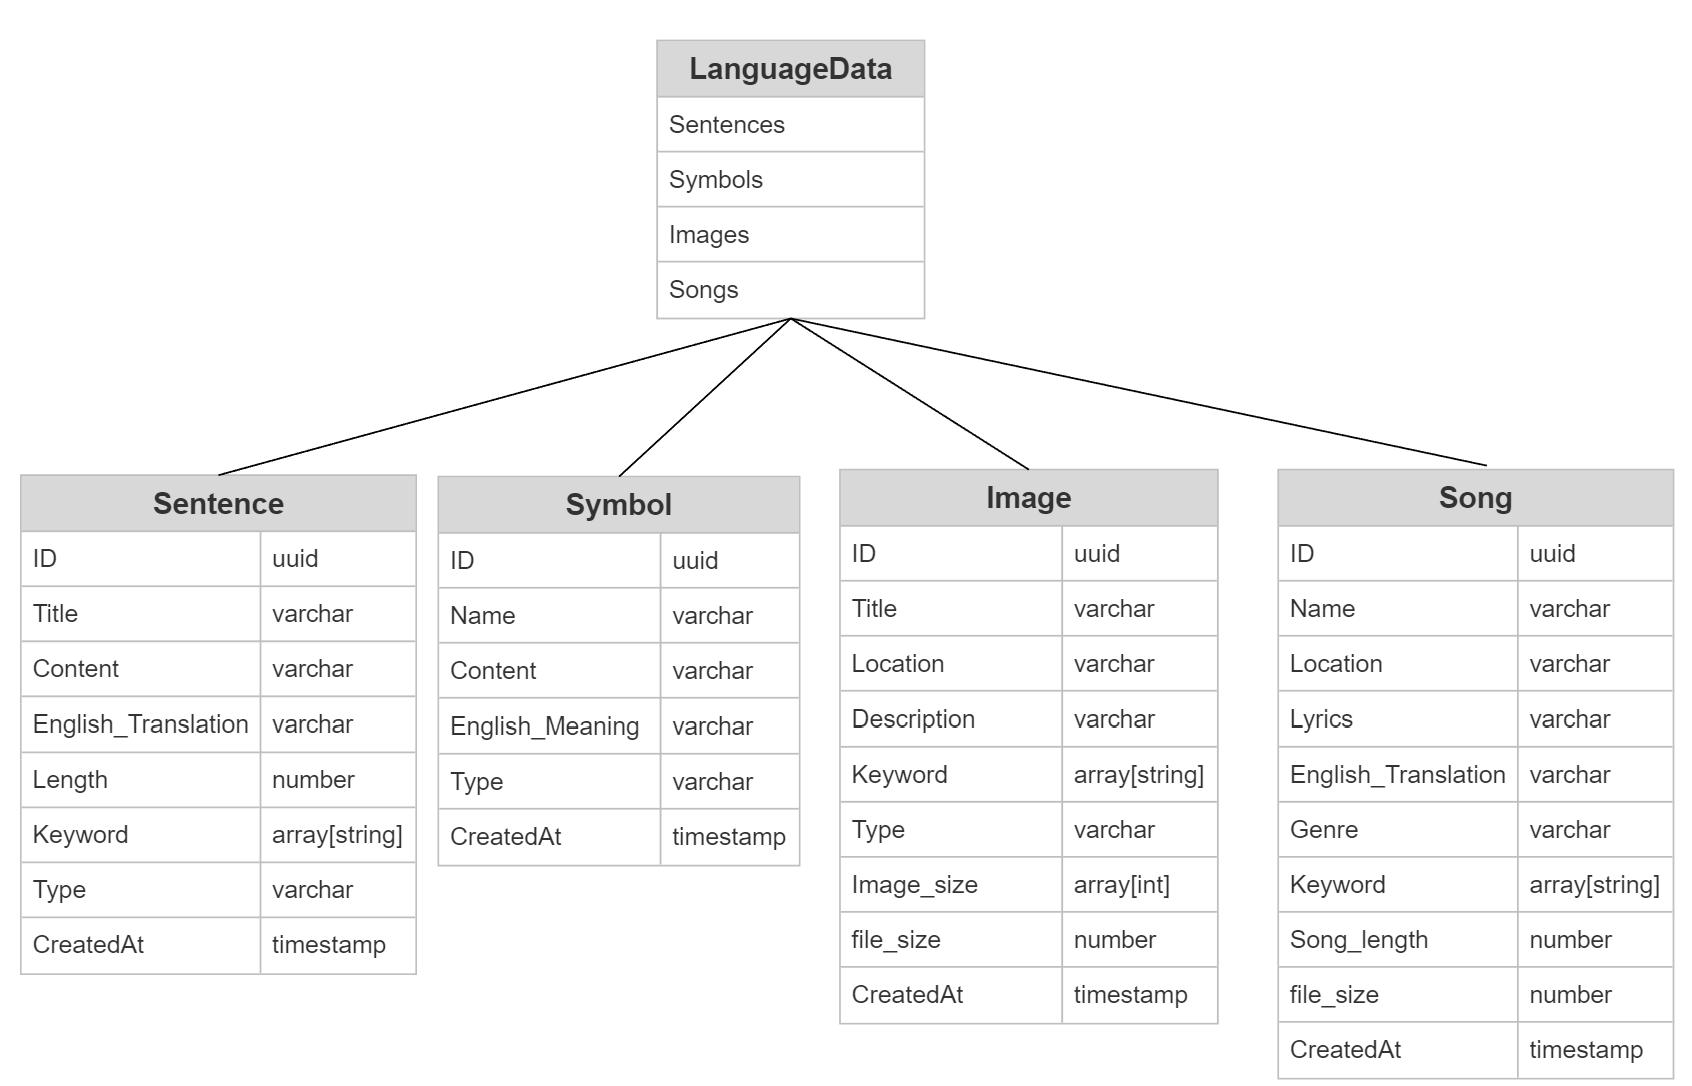 LanguageData
Sentences
Symbols
Images
Songs
Sentence
ID uuid
Title varchar
Content varchar
English_Translation varchar
Length number
Keyword array[string]
Type varchar
CreatedAt timestamp
Symbol
ID uuid
Name varchar
Content varchar
English_Meaning varchar
Type varchar
CreatedAt timestamp
Image
ID uuid
Title varchar
Location varchar
Description varchar
Keyword array[string]
Type varchar
Image_size array[int]
file_size number
CreatedAt timestamp
Song
ID uuid
Name varchar
Location varchar
Lyrics varchar
English_Translation varchar
Genre varchar
Keyword array[string]
Song_length number
file_size number
CreatedAt timestamp